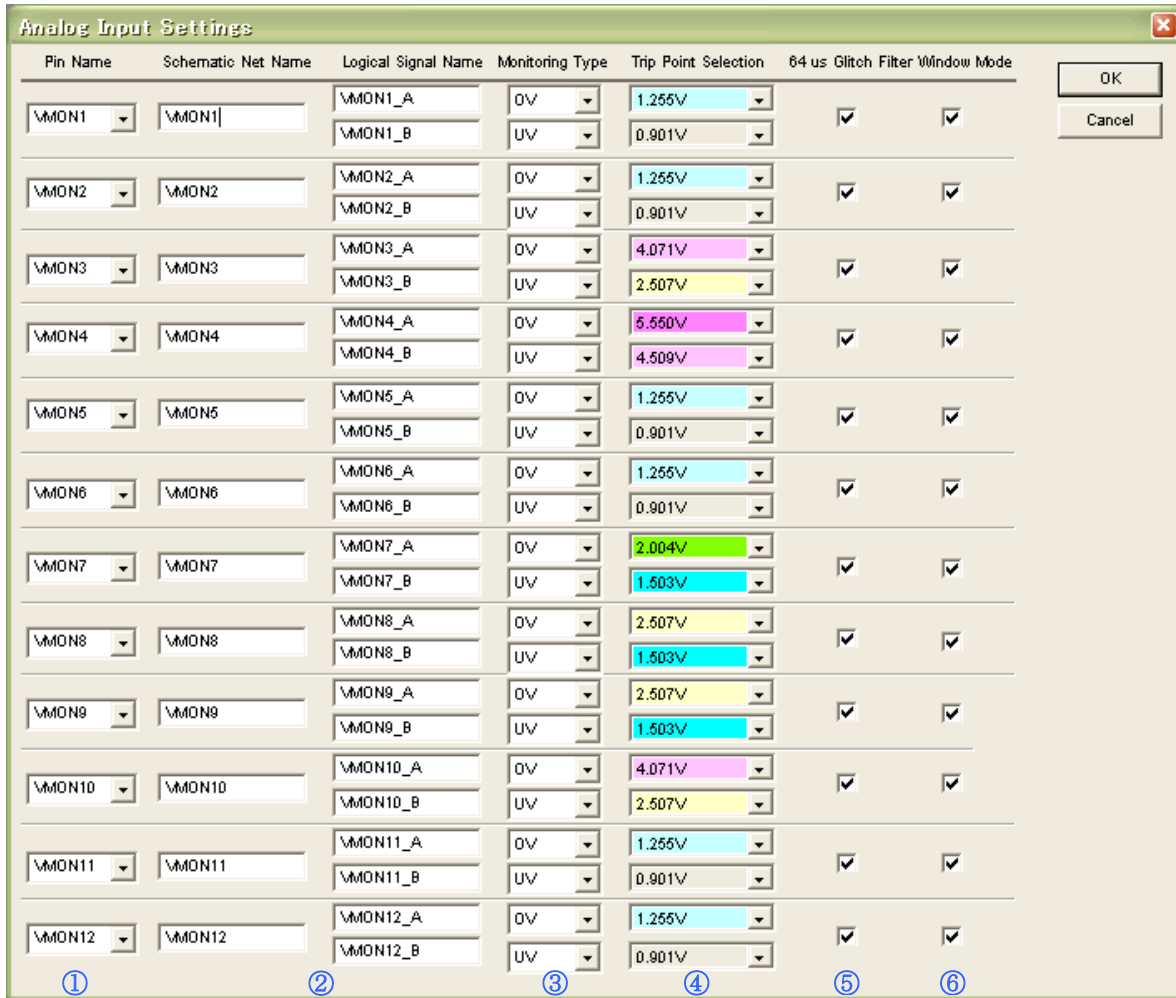 Analog Input Settings
Pin Name Schematic Net Name Logical Signal Name Monitoring Type Trip Point Selection 64 us Glitch Filter Window Mode
OK
Cancel
VMON1 VMON1 VMON1_A OV 1.255V
VMON1_B UV 0.901V
VMON2 VMON2 VMON2_A OV 1.255V
VMON2_B UV 0.901V
VMON3 VMON3 VMON3_A OV 4.071V
VMON3_B UV 2.507V
VMON4 VMON4 VMON4_A OV 5.550V
VMON4_B UV 4.509V
VMON5 VMON5 VMON5_A OV 1.255V
VMON5_B UV 0.901V
VMON6 VMON6 VMON6_A OV 1.255V
VMON6_B UV 0.901V
VMON7 VMON7 VMON7_A OV 2.004V
VMON7_B UV 1.503V
VMON8 VMON8 VMON8_A OV 2.507V
VMON8_B UV 1.503V
VMON9 VMON9 VMON9_A OV 2.507V
VMON9_B UV 1.503V
VMON10 VMON10 VMON10_A OV 4.071V
VMON10_B UV 2.507V
VMON11 VMON11 VMON11_A OV 1.255V
VMON11_B UV 0.901V
VMON12 VMON12 VMON12_A OV 1.255V
VMON12_B UV 0.901V
① ② ③ ④ ⑤ ⑥